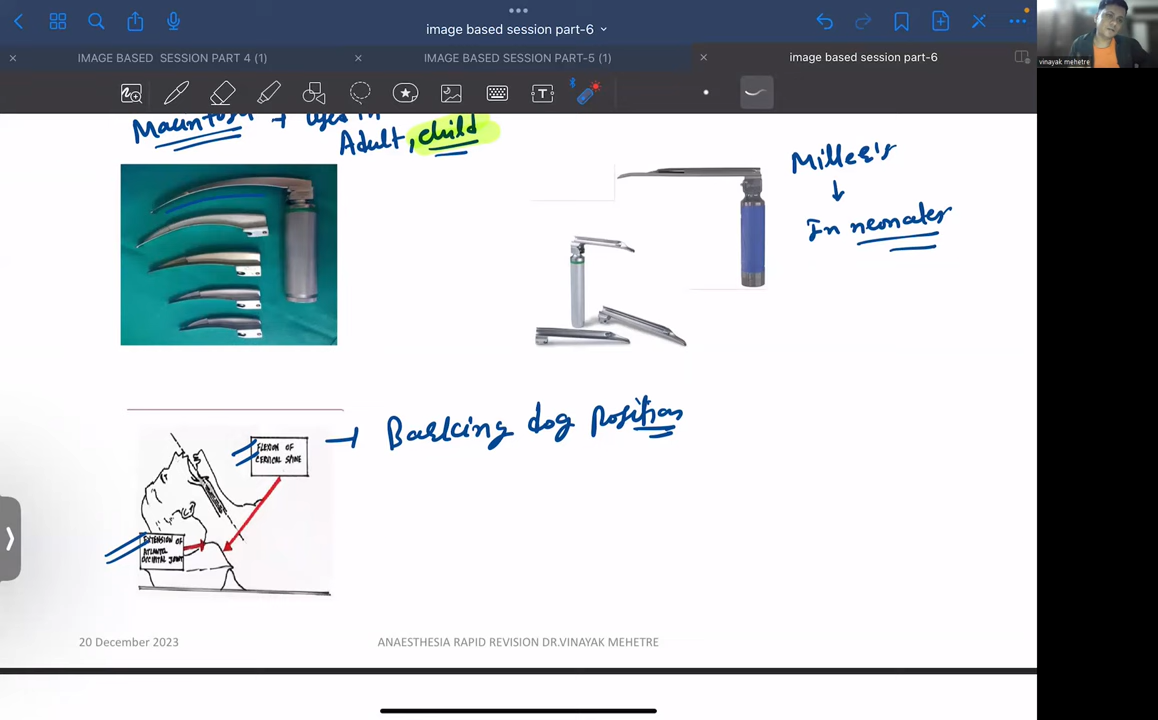 image based session part-6
vinayak mehetre
IMAGE BASED SESSION PART 4 (1)
IMAGE BASED SESSION PART-5 (1)
image based session part-6
Adult, child
Miller's
In neonates
Barking dog position
FLEXION OF
CERVICAL SPINE
EXTENSION OF
ATLANTO
OCCIPITAL JOINT
20 December 2023
ANAESTHESIA RAPID REVISION DR.VINAYAK MEHETRE